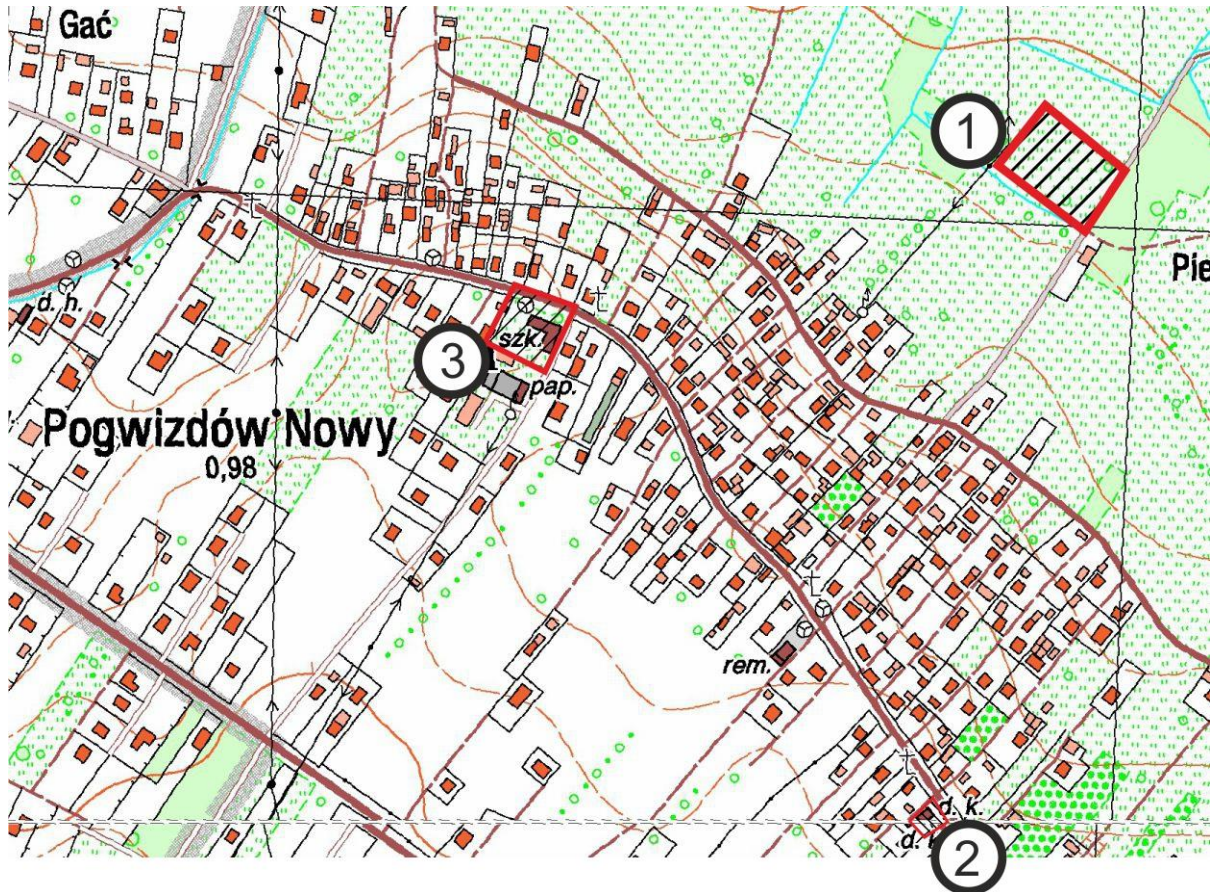 Gać
1
Pie
d. h.
szk.
3
pap.
Pogwizdów Nowy
0,98
rem.
d. k.
2